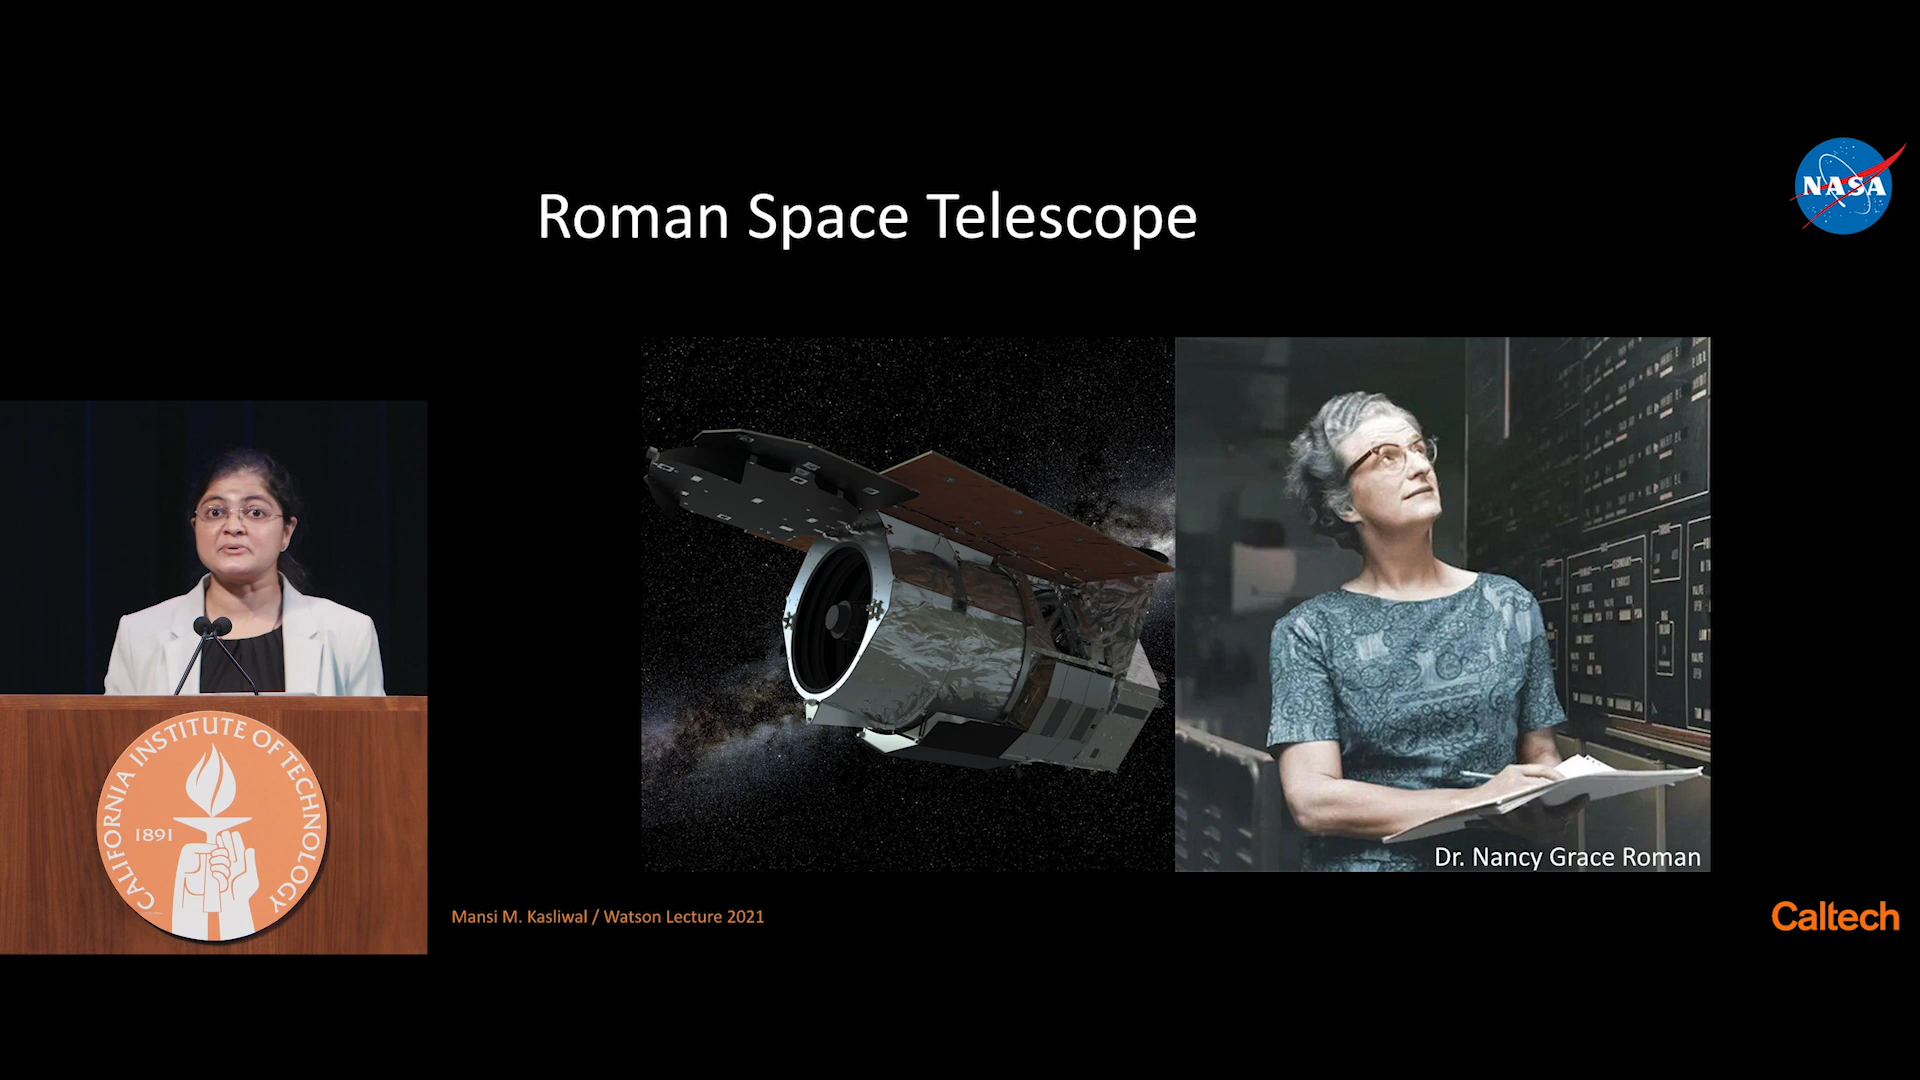 Roman Space Telescope
NASA
CALIFORNIA INSTITUTE OF TECHNOLOGY
1891
Dr. Nancy Grace Roman
Mansi M. Kasliwal / Watson Lecture 2021
Caltech